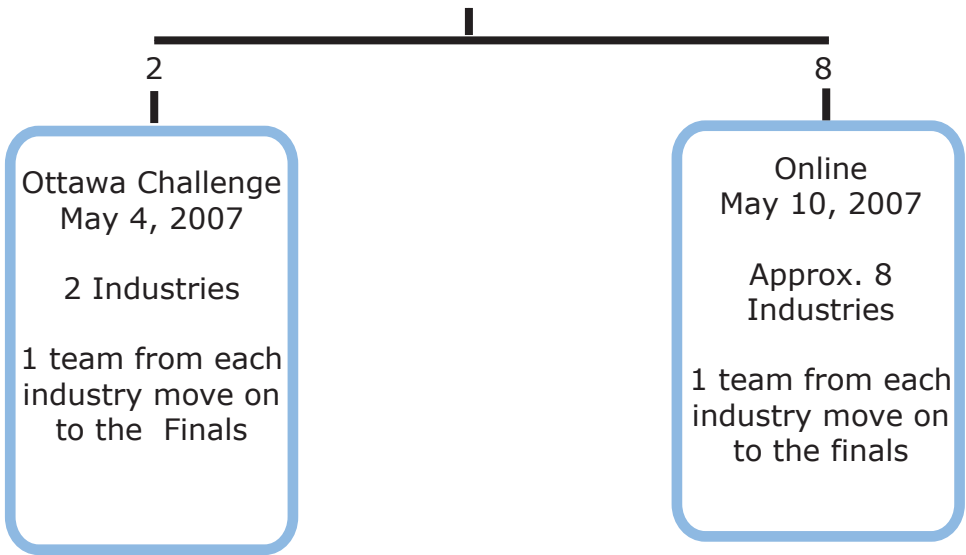 2
8
Ottawa Challenge
May 4, 2007
2 Industries
1 team from each
industry move on
to the  Finals
Online
May 10, 2007
Approx. 8
Industries
1 team from each
industry move on
to the finals